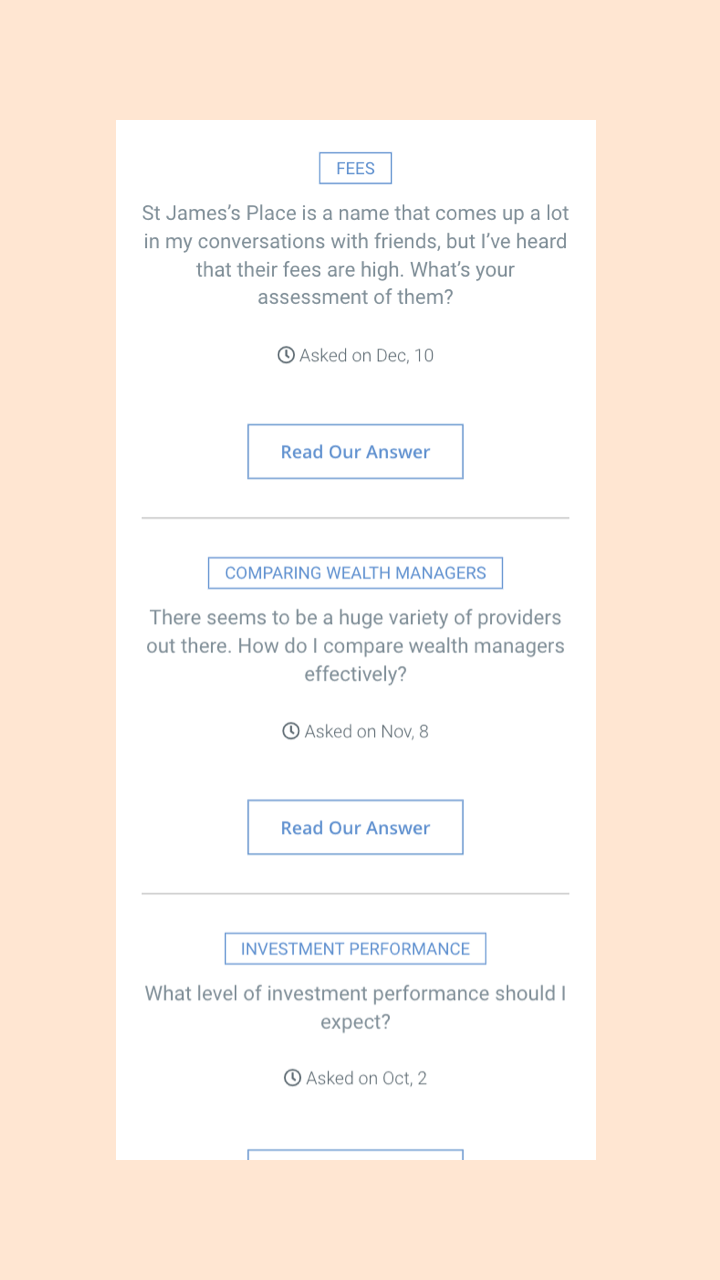 FEES
St James’s Place is a name that comes up a lot
in my conversations with friends, but I’ve heard
that their fees are high. What’s your
assessment of them?
Asked on Dec, 10
Read Our Answer
COMPARING WEALTH MANAGERS
There seems to be a huge variety of providers
out there. How do I compare wealth managers
effectively?
Asked on Nov, 8
Read Our Answer
INVESTMENT PERFORMANCE
What level of investment performance should I
expect?
Asked on Oct, 2